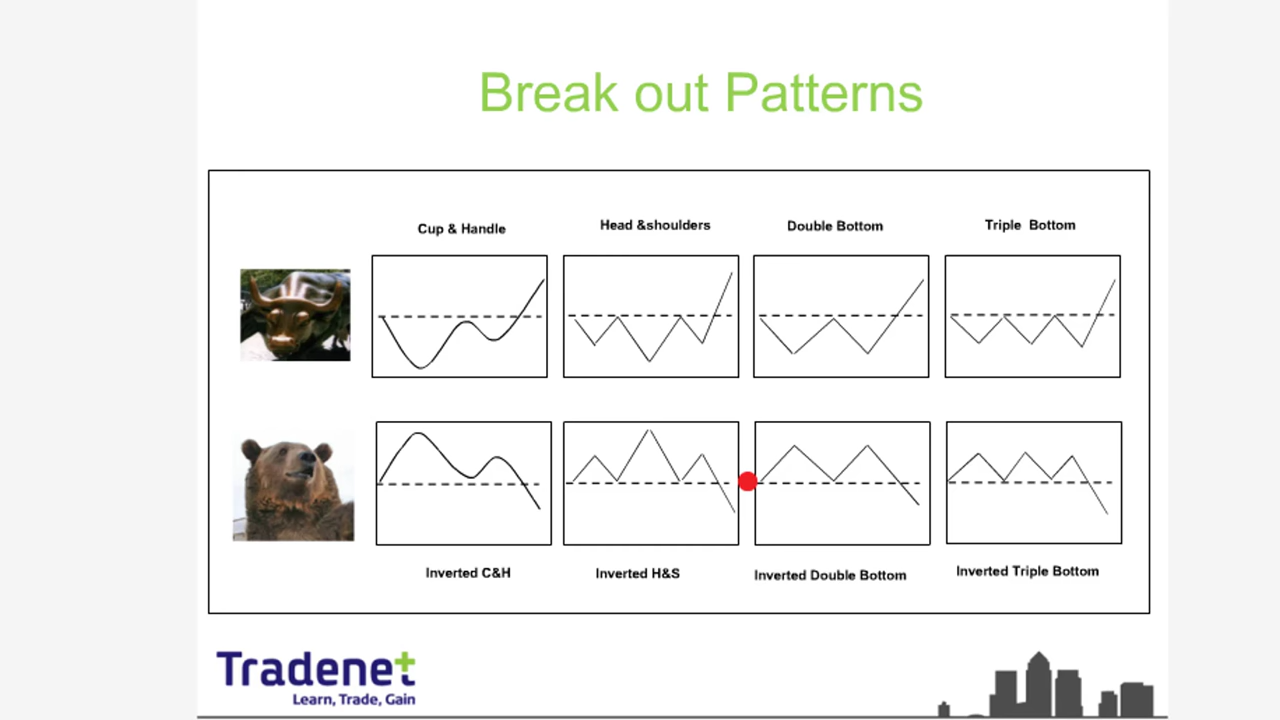 Break out Patterns
Cup & Handle
Head &shoulders
Double Bottom
Triple  Bottom
Inverted C&H
Inverted H&S
Inverted Double Bottom
Inverted Triple Bottom
Tradenet
Learn, Trade, Gain